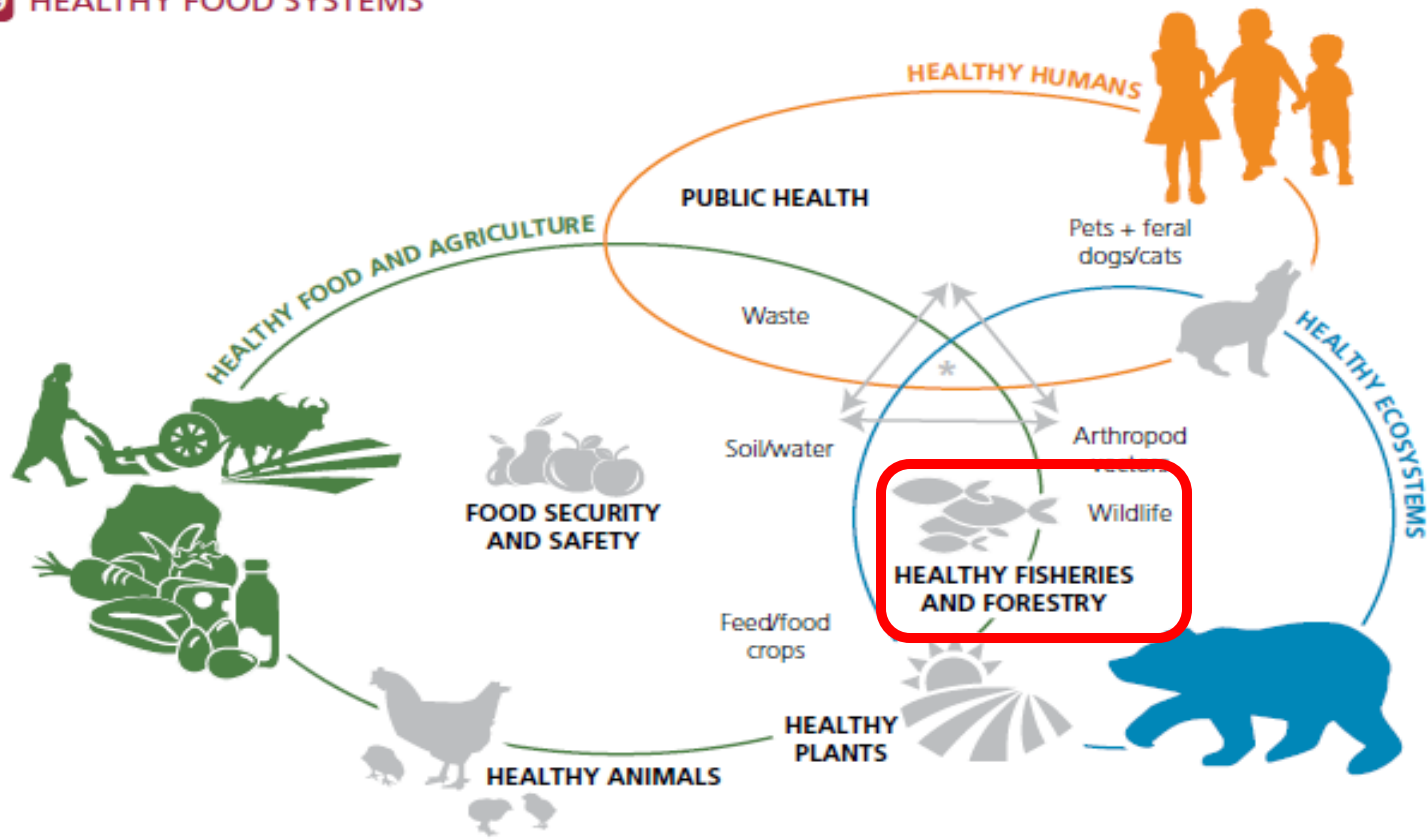 HEALTHY FOOD SYSTEMS
HEALTHY HUMANS
PUBLIC HEALTH
Pets + feral
dogs/cats
HEALTHY FOOD AND AGRICULTURE
Waste
HEALTHY ECOSYSTEMS
*
Soil/water
Arthropod
vectors
FOOD SECURITY
AND SAFETY
Wildlife
HEALTHY FISHERIES
AND FORESTRY
Feed/food
crops
HEALTHY
PLANTS
HEALTHY ANIMALS